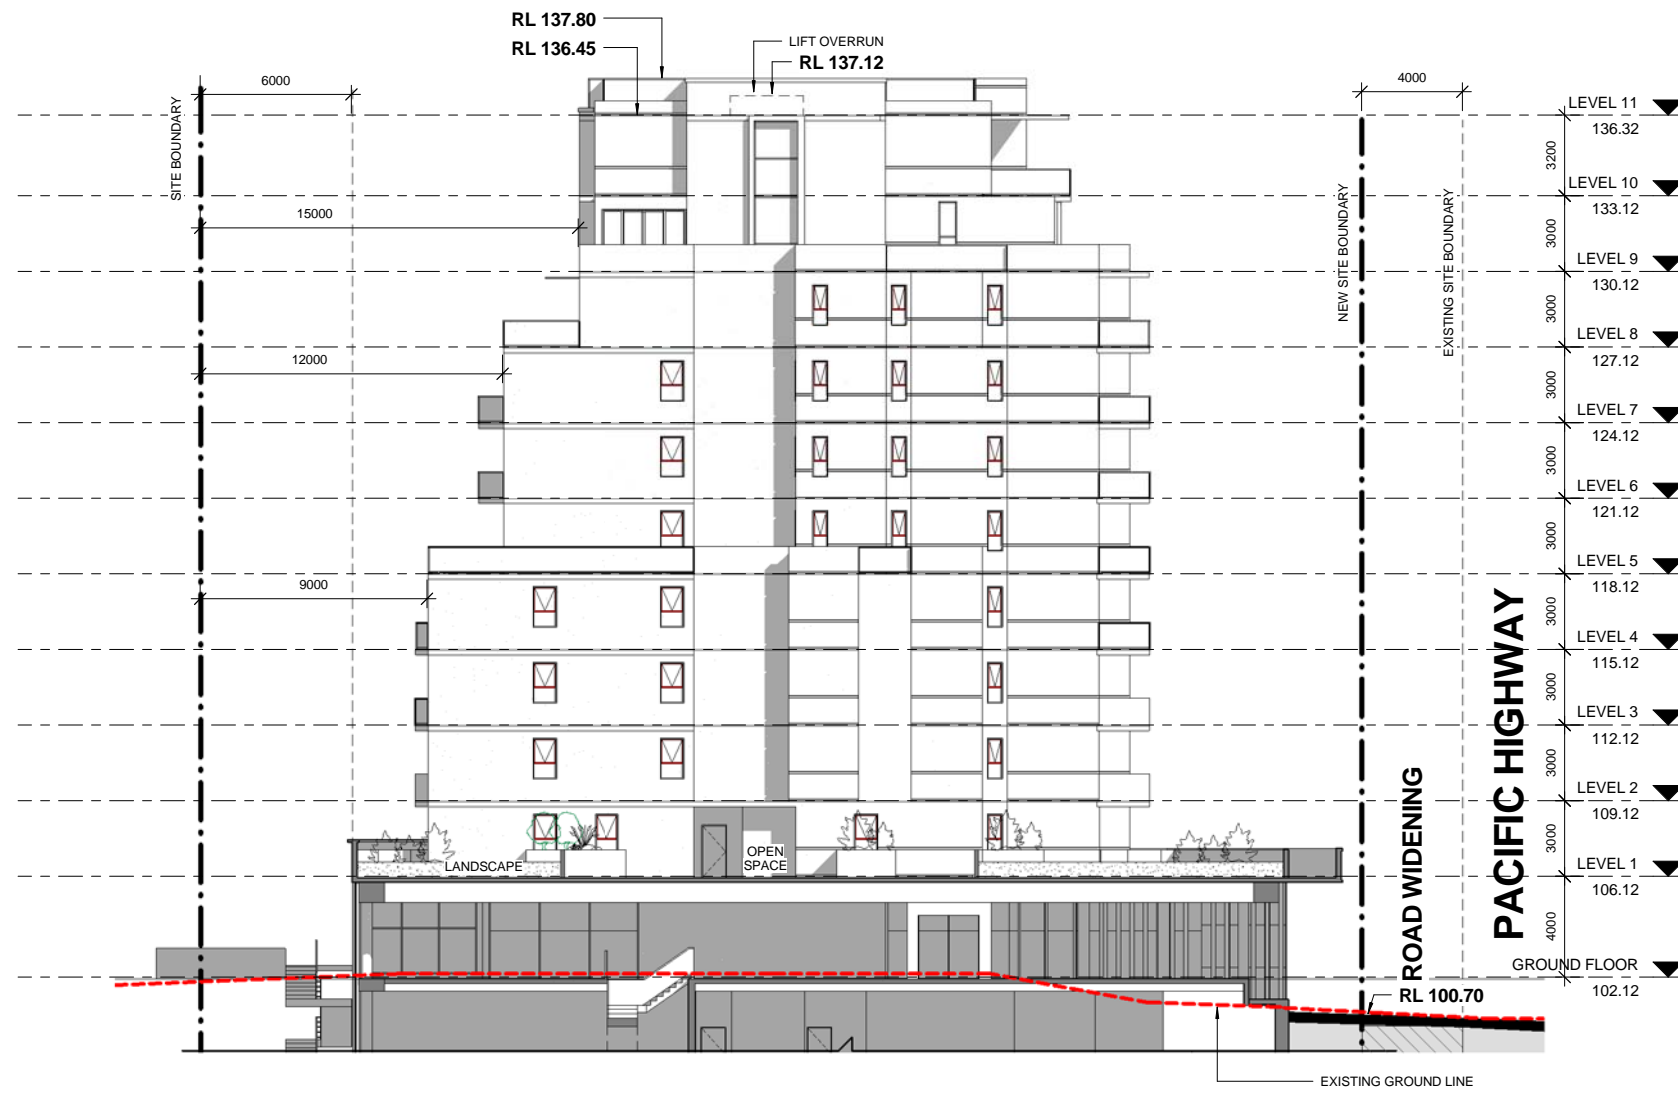 RL 137.80
RL 136.45
LIFT OVERRUN
RL 137.12
6000
4000
SITE BOUNDARY
15000
12000
9000
NEW SITE BOUNDARY
EXISTING SITE BOUNDARY
LEVEL 11
136.32
3200
LEVEL 10
133.12
3000
LEVEL 9
130.12
3000
LEVEL 8
127.12
3000
LEVEL 7
124.12
3000
LEVEL 6
121.12
3000
LEVEL 5
118.12
3000
LEVEL 4
115.12
3000
LEVEL 3
112.12
3000
LEVEL 2
109.12
3000
LEVEL 1
106.12
4000
GROUND FLOOR
102.12
PACIFIC HIGHWAY
ROAD WIDENING
LANDSCAPE
OPEN
SPACE
RL 100.70
EXISTING GROUND LINE